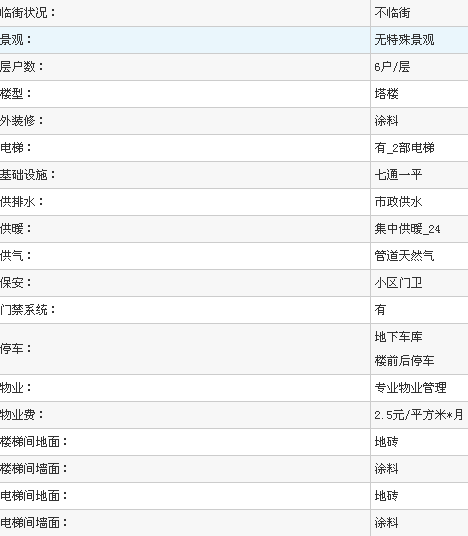 临街状况： 不临街
景观： 无特殊景观
层户数： 6户/层
楼型： 塔楼
外装修： 涂料
电梯： 有_2部电梯
基础设施： 七通一平
供排水： 市政供水
供暖： 集中供暖_24
供气： 管道天然气
保安： 小区门卫
门禁系统： 有
停车： 地下车库
楼前后停车
物业： 专业物业管理
物业费： 2.5元/平方米*月
楼梯间地面： 地砖
楼梯间墙面： 涂料
电梯间地面： 地砖
电梯间墙面： 涂料